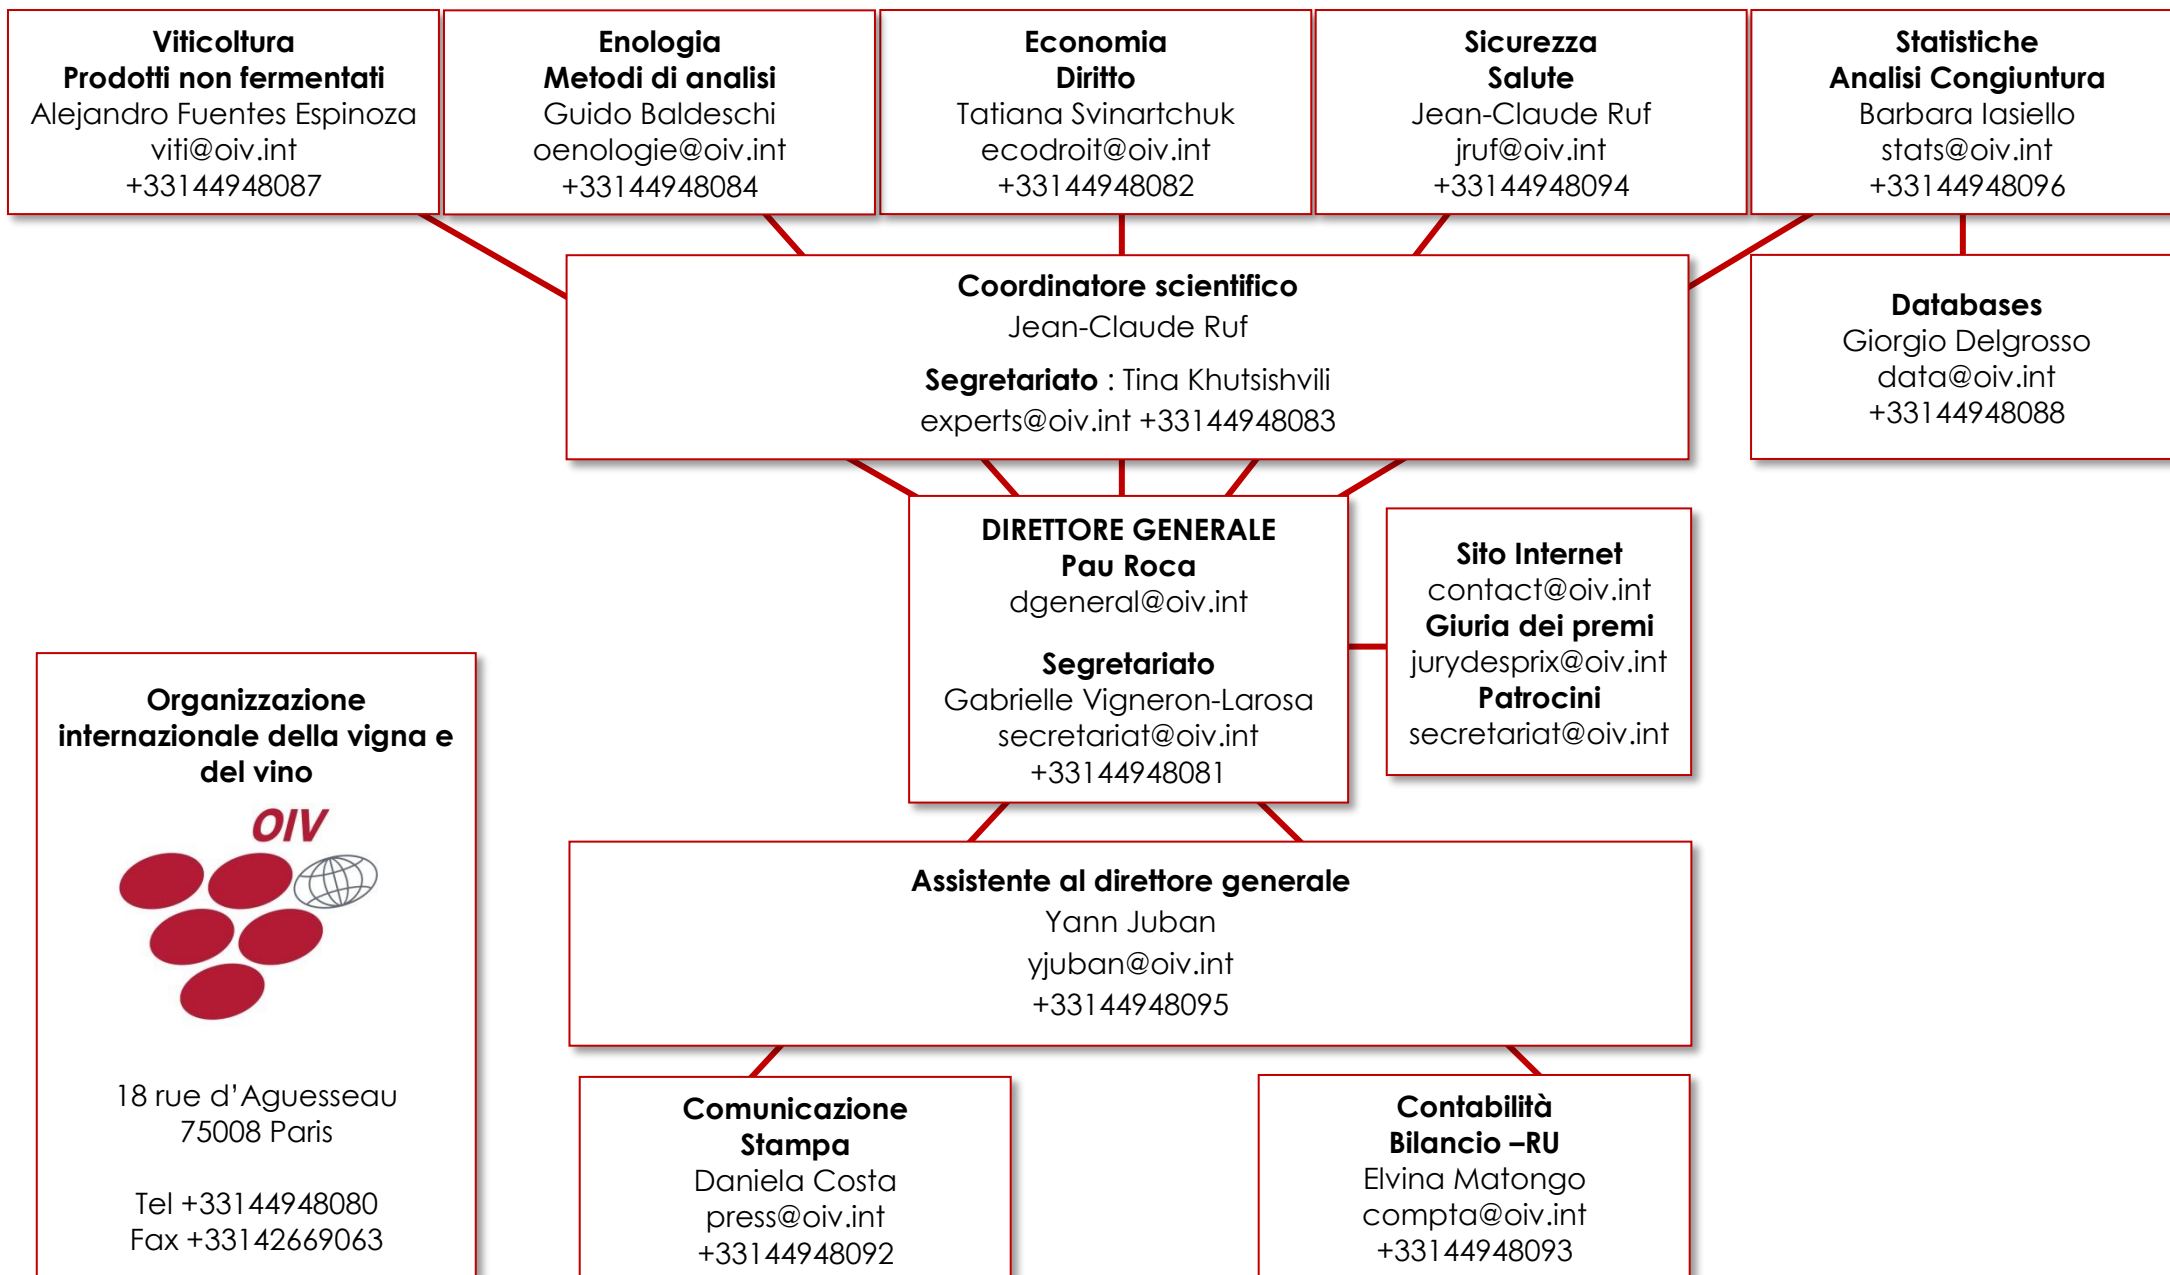 Viticoltura
Prodotti non fermentati
Alejandro Fuentes Espinoza
viti@oiv.int
+33144948087
Enologia
Metodi di analisi
Guido Baldeschi
oenologie@oiv.int
+33144948084
Economia
Diritto
Tatiana Svinartchuk
ecodroit@oiv.int
+33144948082
Sicurezza
Salute
Jean-Claude Ruf
jruf@oiv.int
+33144948094
Statistiche
Analisi Congiuntura
Barbara Iasiello
stats@oiv.int
+33144948096
Coordinatore scientifico
Jean-Claude Ruf
Segretariato : Tina Khutsishvili
experts@oiv.int +33144948083
Databases
Giorgio Delgrosso
data@oiv.int
+33144948088
DIRETTORE GENERALE
Pau Roca
dgeneral@oiv.int
Segretariato
Gabrielle Vigneron-Larosa
secretariat@oiv.int
+33144948081
Sito Internet
contact@oiv.int
Giuria dei premi
jurydesprix@oiv.int
Patrocini
secretariat@oiv.int
Organizzazione
internazionale della vigna e
del vino
OIV
18 rue d’Aguesseau
75008 Paris
Tel +33144948080
Fax +33142669063
Assistente al direttore generale
Yann Juban
yjuban@oiv.int
+33144948095
Comunicazione
Stampa
Daniela Costa
press@oiv.int
+33144948092
Contabilità
Bilancio –RU
Elvina Matongo
compta@oiv.int
+33144948093